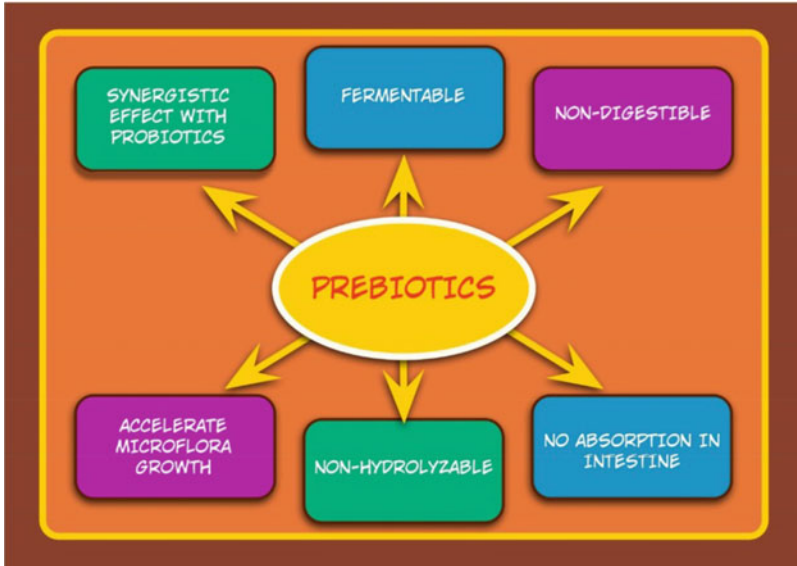 SYNERGISTIC
EFFECT WITH
PROBIOTICS
FERMENTABLE
NON-DIGESTIBLE
PREBIOTICS
ACCELERATE
MICROFLORA
GROWTH
NON-HYDROLYZABLE
NO ABSORPTION IN
INTESTINE